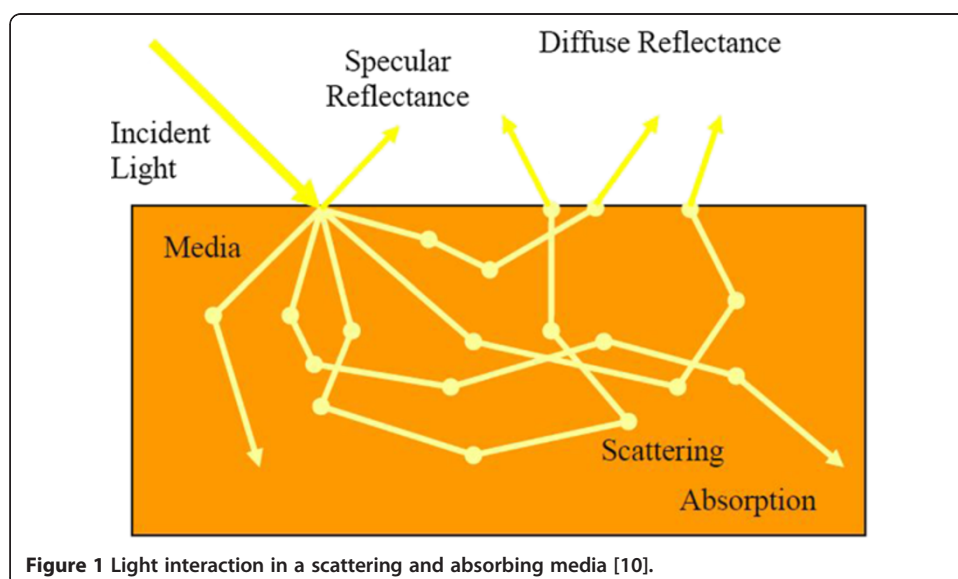 Diffuse Reflectance
Specular
Reflectance
Incident
Light
Media
Scattering
Absorption
Figure 1 Light interaction in a scattering and absorbing media [10].